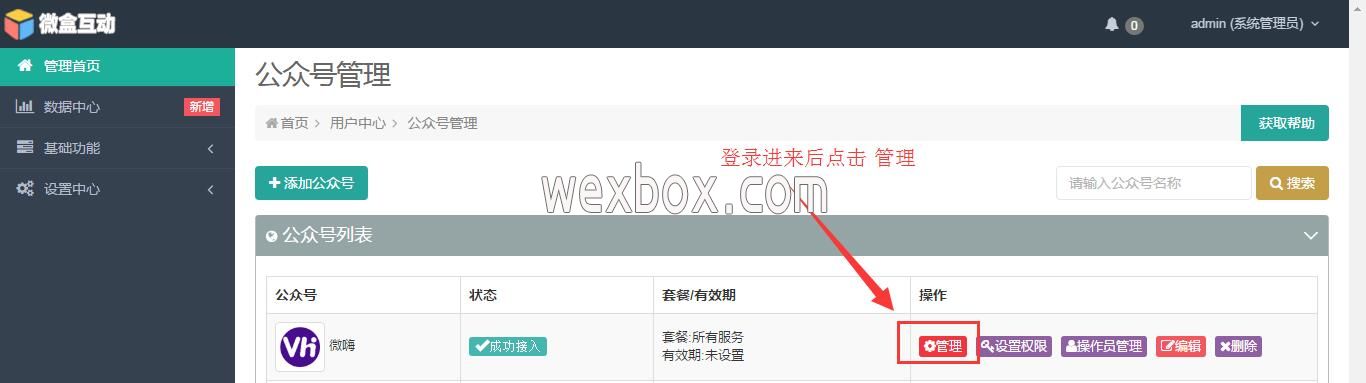 微盒互动
0
admin (系统管理员)
管理首页
数据中心
新增
基础功能
设置中心
公众号管理
首页 > 用户中心 > 公众号管理
获取帮助
登录进来后点击 管理
添加公众号
wexbox.com
请输入公众号名称
搜索
公众号列表
公众号 状态 套餐/有效期 操作
Vhi
微嗨
成功接入
套餐:所有服务
有效期:未设置
管理 设置权限 操作员管理 编辑 删除